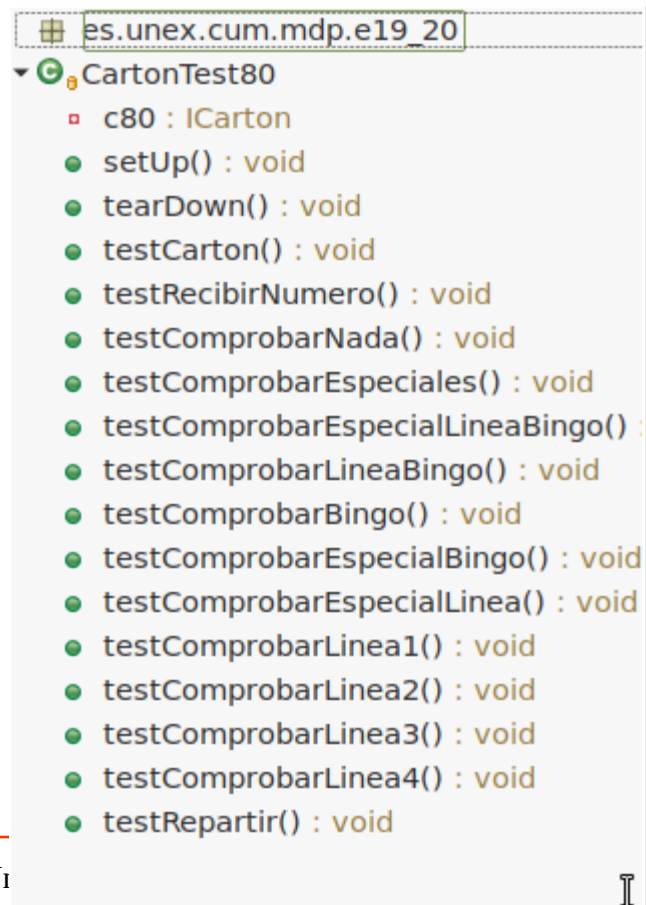 es.unex.cum.mdp.e19_20
CartonTest80
c80 : ICarton
setUp() : void
tearDown() : void
testCarton() : void
testRecibirNumero() : void
testComprobarNada() : void
testComprobarEspeciales() : void
testComprobarEspecialLineaBingo() :
testComprobarLineaBingo() : void
testComprobarBingo() : void
testComprobarEspecialBingo() : void
testComprobarEspecialLinea() : void
testComprobarLinea1() : void
testComprobarLinea2() : void
testComprobarLinea3() : void
testComprobarLinea4() : void
testRepartir() : void